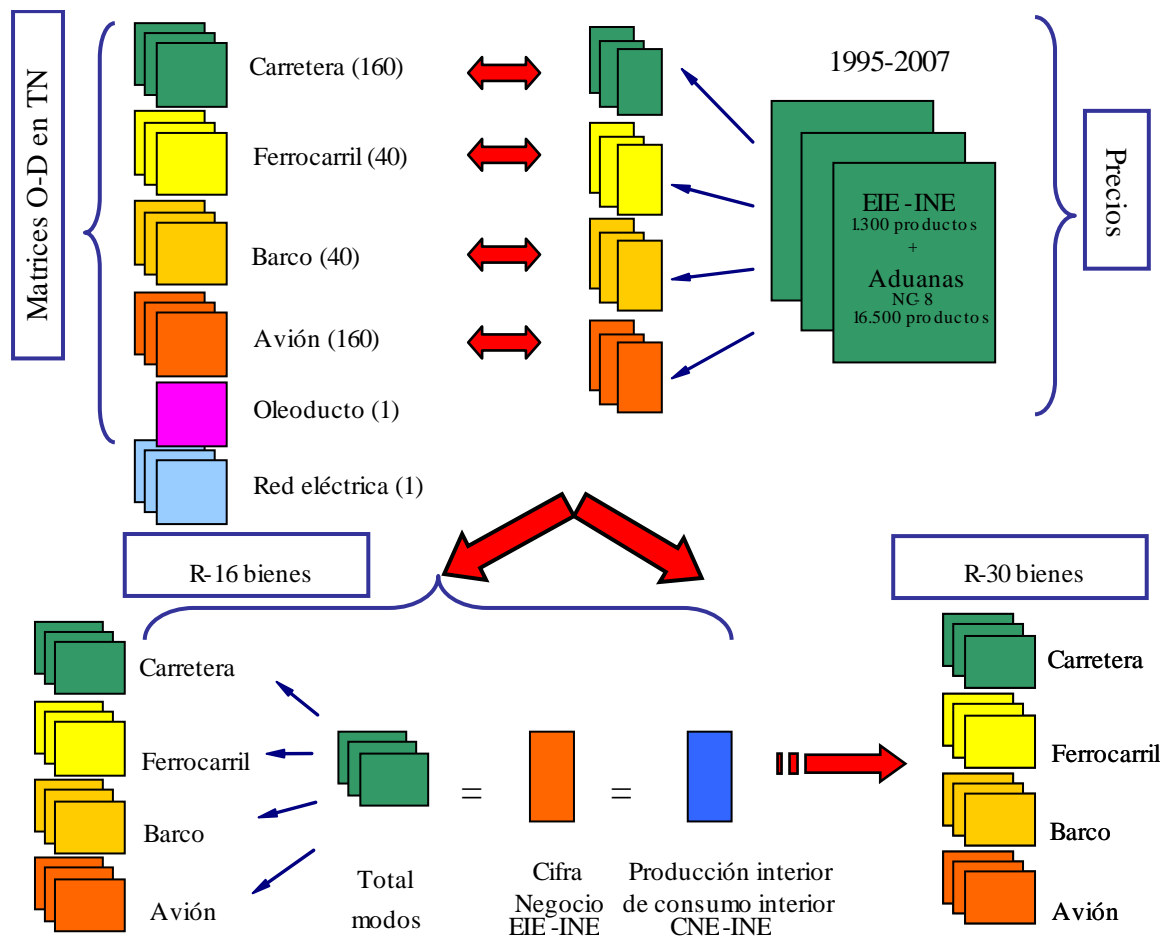 Matrices O-D en TN
Carretera (160)
Ferrocarril (40)
Barco (40)
Avión (160)
Oleoducto (1)
Red eléctrica (1)
1995-2007
EIE-INE
1.300 productos
+
Aduanas
NC-8
16.500 productos
Precios
R-16 bienes
R-30 bienes
Carretera
Ferrocarril
Barco
Avión
Total
modos
=
Cifra
Negocio
EIE-INE
=
Producción interior
de consumo interior
CNE-INE
Carretera
Ferrocarril
Barco
Avión